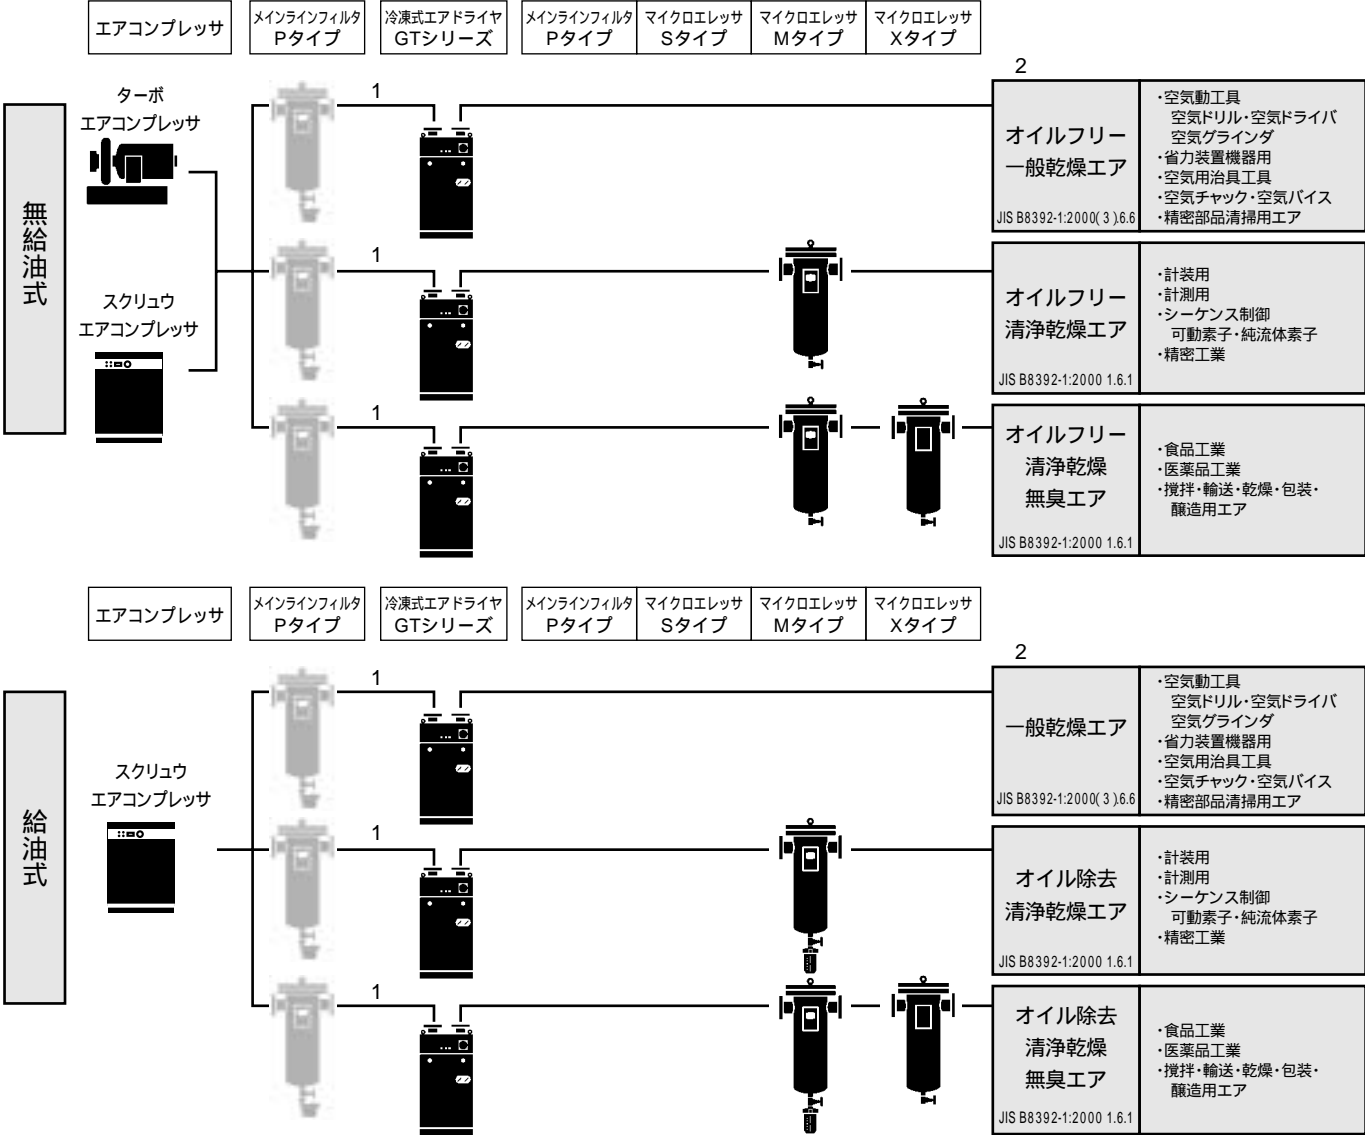 エアコンプレッサ
メインラインフィルタ
Pタイプ
冷凍式エアドライヤ
GTシリーズ
メインラインフィルタ
Pタイプ
マイクロエレッサ
Sタイプ
マイクロエレッサ
Mタイプ
マイクロエレッサ
Xタイプ
2
無給油式
ターボ
エアコンプレッサ
スクリュウ
エアコンプレッサ
1
オイルフリー
一般乾燥エア
JIS B8392-1:2000( 3 ).6.6
・空気動工具
空気ドリル・空気ドライバ
空気グラインダ
・省力装置機器用
・空気用治具工具
・空気チャック・空気バイス
・精密部品清掃用エア
1
オイルフリー
清浄乾燥エア
JIS B8392-1:2000 1.6.1
・計装用
・計測用
・シーケンス制御
可動素子・純流体素子
・精密工業
1
オイルフリー
清浄乾燥
無臭エア
JIS B8392-1:2000 1.6.1
・食品工業
・医薬品工業
・撹拌・輸送・乾燥・包装・
醸造用エア
エアコンプレッサ
メインラインフィルタ
Pタイプ
冷凍式エアドライヤ
GTシリーズ
メインラインフィルタ
Pタイプ
マイクロエレッサ
Sタイプ
マイクロエレッサ
Mタイプ
マイクロエレッサ
Xタイプ
2
給油式
スクリュウ
エアコンプレッサ
1
一般乾燥エア
JIS B8392-1:2000( 3 ).6.6
・空気動工具
空気ドリル・空気ドライバ
空気グラインダ
・省力装置機器用
・空気用治具工具
・空気チャック・空気バイス
・精密部品清掃用エア
1
オイル除去
清浄乾燥エア
JIS B8392-1:2000 1.6.1
・計装用
・計測用
・シーケンス制御
可動素子・純流体素子
・精密工業
1
オイル除去
清浄乾燥
無臭エア
JIS B8392-1:2000 1.6.1
・食品工業
・医薬品工業
・撹拌・輸送・乾燥・包装・
醸造用エア